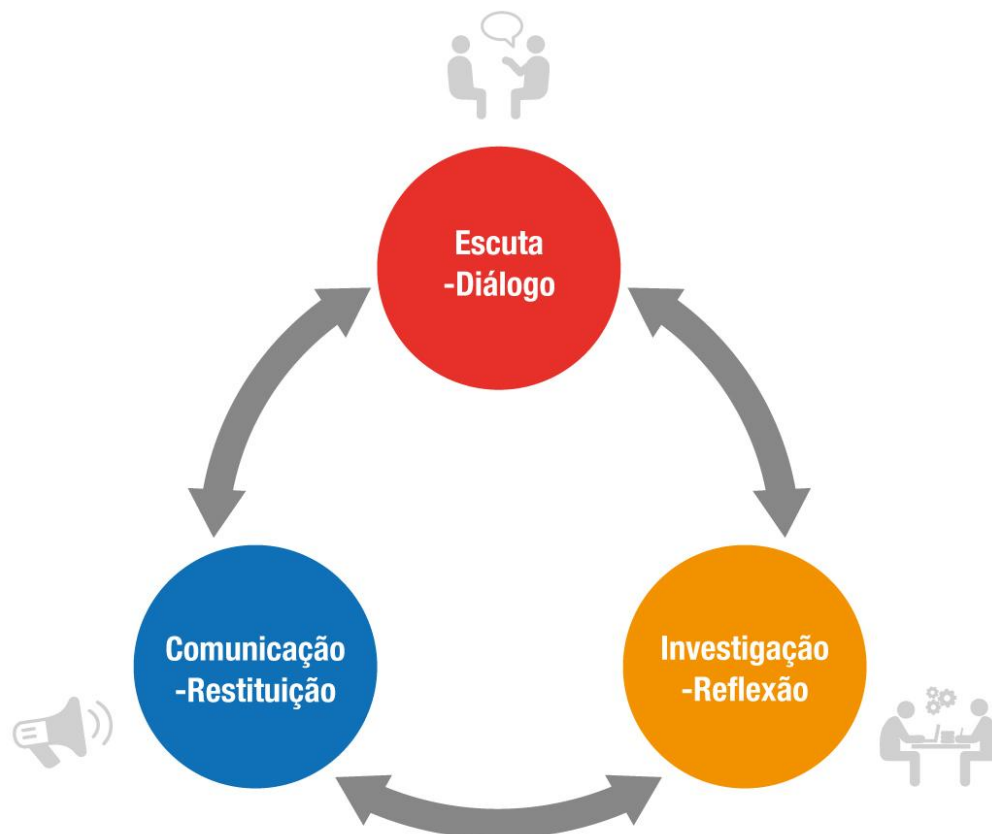 Escuta
-Diálogo
Comunicação
-Restituição
Investigação
-Reflexão